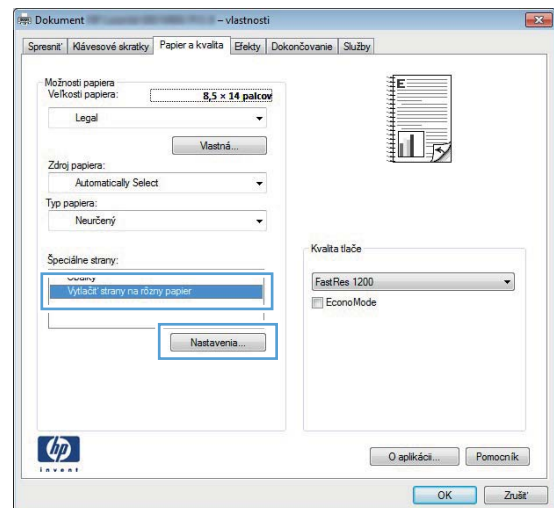 Dokument – vlastnosti
Spresniť Klávesové skratky Papier a kvalita Efekty Dokončovanie Služby
Možnosti papiera
Veľkosti papiera: 8,5 × 14 palcov
Legal
Vlastná...
Zdroj papiera:
Automatically Select
Typ papiera:
Neurčený
Špeciálne strany:
Obálky
Vytlačiť strany na rôzny papier
Nastavenia...
E
Kvalita tlače
FastRes 1200
EconoMode
hp
invent
O aplikácii... Pomocník
OK Zrušiť